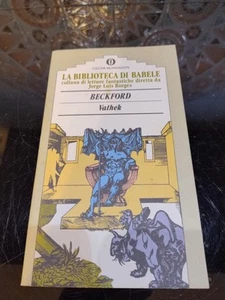 LA BIBLIOTECA DI BABELE
collana di letture fantastiche diretta da
Jorge Luis Borges
BECKFORD
Vathek